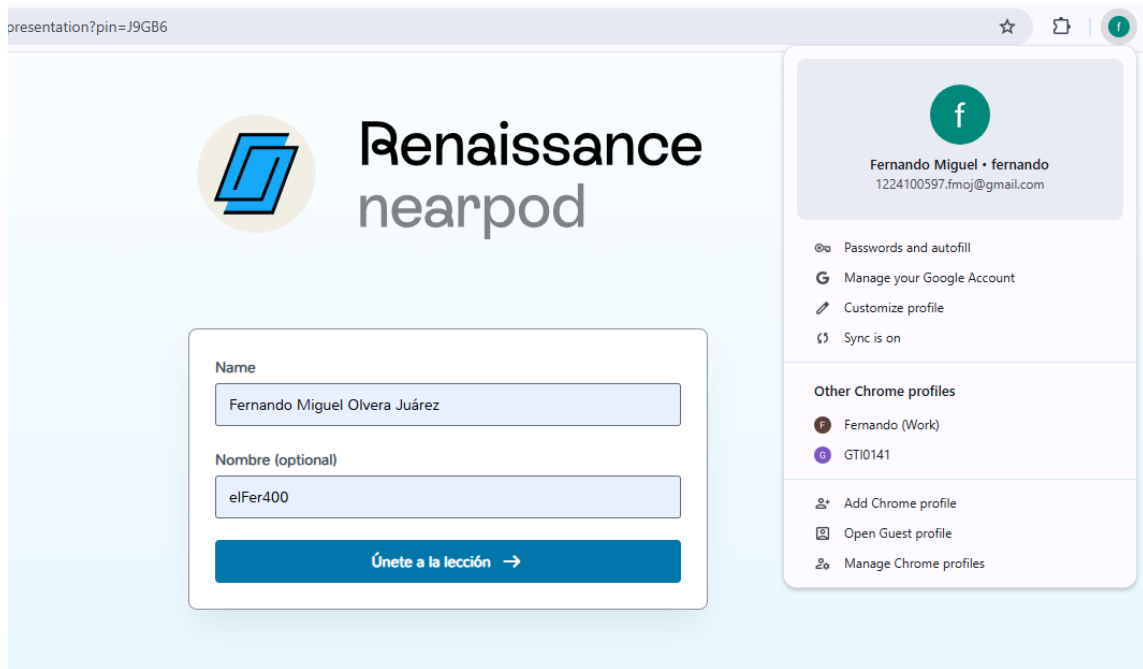 presentation?pin=J9GB6
f
Renaissance
nearpod
Name
Fernando Miguel Olvera Juárez
Nombre (optional)
elFer400
Únete a la lección →
f
Fernando Miguel • fernando
1224100597.fmoj@gmail.com
Passwords and autofill
G Manage your Google Account
Customize profile
Sync is on
Other Chrome profiles
F Fernando (Work)
G GTI0141
Add Chrome profile
Open Guest profile
Manage Chrome profiles